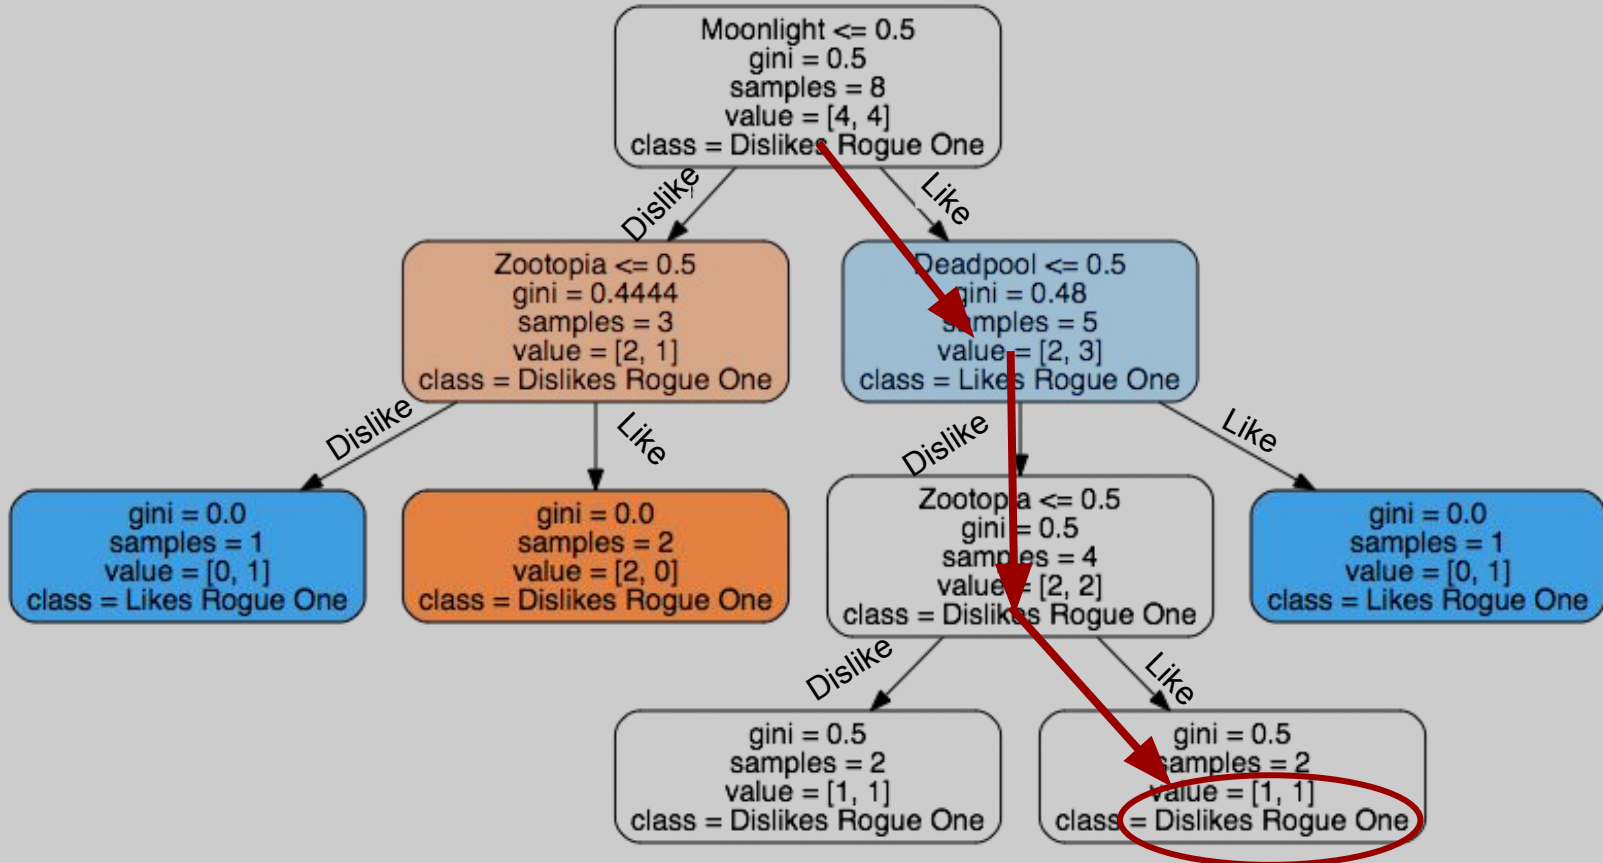 Moonlight <= 0.5
gini = 0.5
samples = 8
value = [4, 4]
class = Dislikes Rogue One
Dislike
Like
Zootopia <= 0.5
gini = 0.4444
samples = 3
value = [2, 1]
class = Dislikes Rogue One
Deadpool <= 0.5
gini = 0.48
samples = 5
value = [2, 3]
class = Likes Rogue One
Dislike
Like
Dislike
Like
gini = 0.0
samples = 1
value = [0, 1]
class = Likes Rogue One
gini = 0.0
samples = 2
value = [2, 0]
class = Dislikes Rogue One
Zootopia <= 0.5
gini = 0.5
samples = 4
value = [2, 2]
class = Dislikes Rogue One
gini = 0.0
samples = 1
value = [0, 1]
class = Likes Rogue One
Dislike
Like
gini = 0.5
samples = 2
value = [1, 1]
class = Dislikes Rogue One
gini = 0.5
samples = 2
value = [1, 1]
class = Dislikes Rogue One